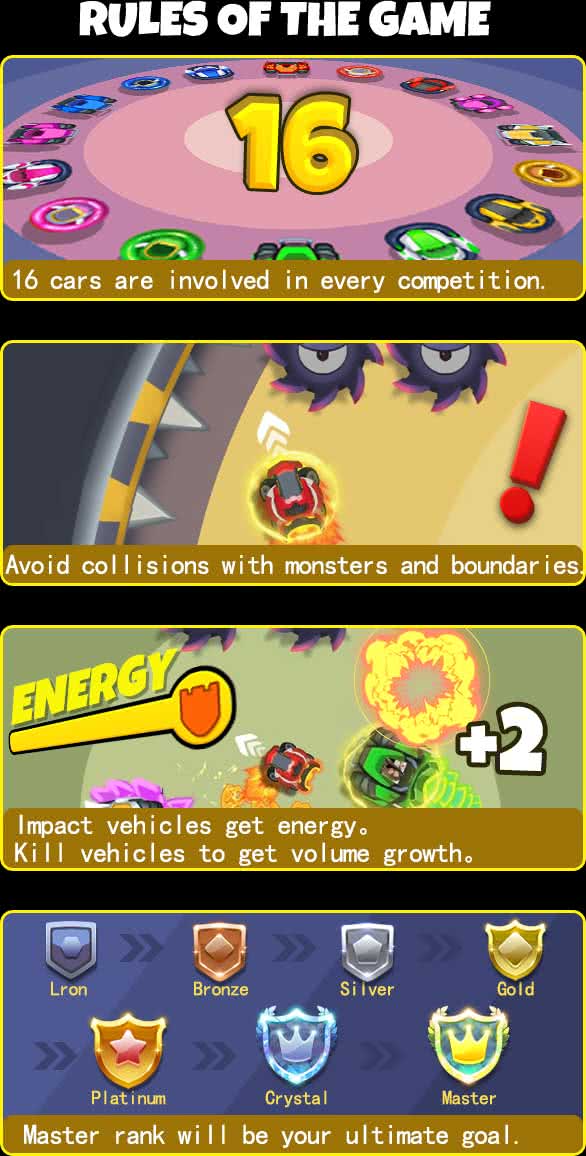 RULES OF THE GAME
16
16 cars are involved in every competition.
Avoid collisions with monsters and boundaries.
ENERGY
+2
Impact vehicles get energy。
Kill vehicles to get volume growth。
Lron
Bronze
Silver
Gold
Platinum
Crystal
Master
Master rank will be your ultimate goal.